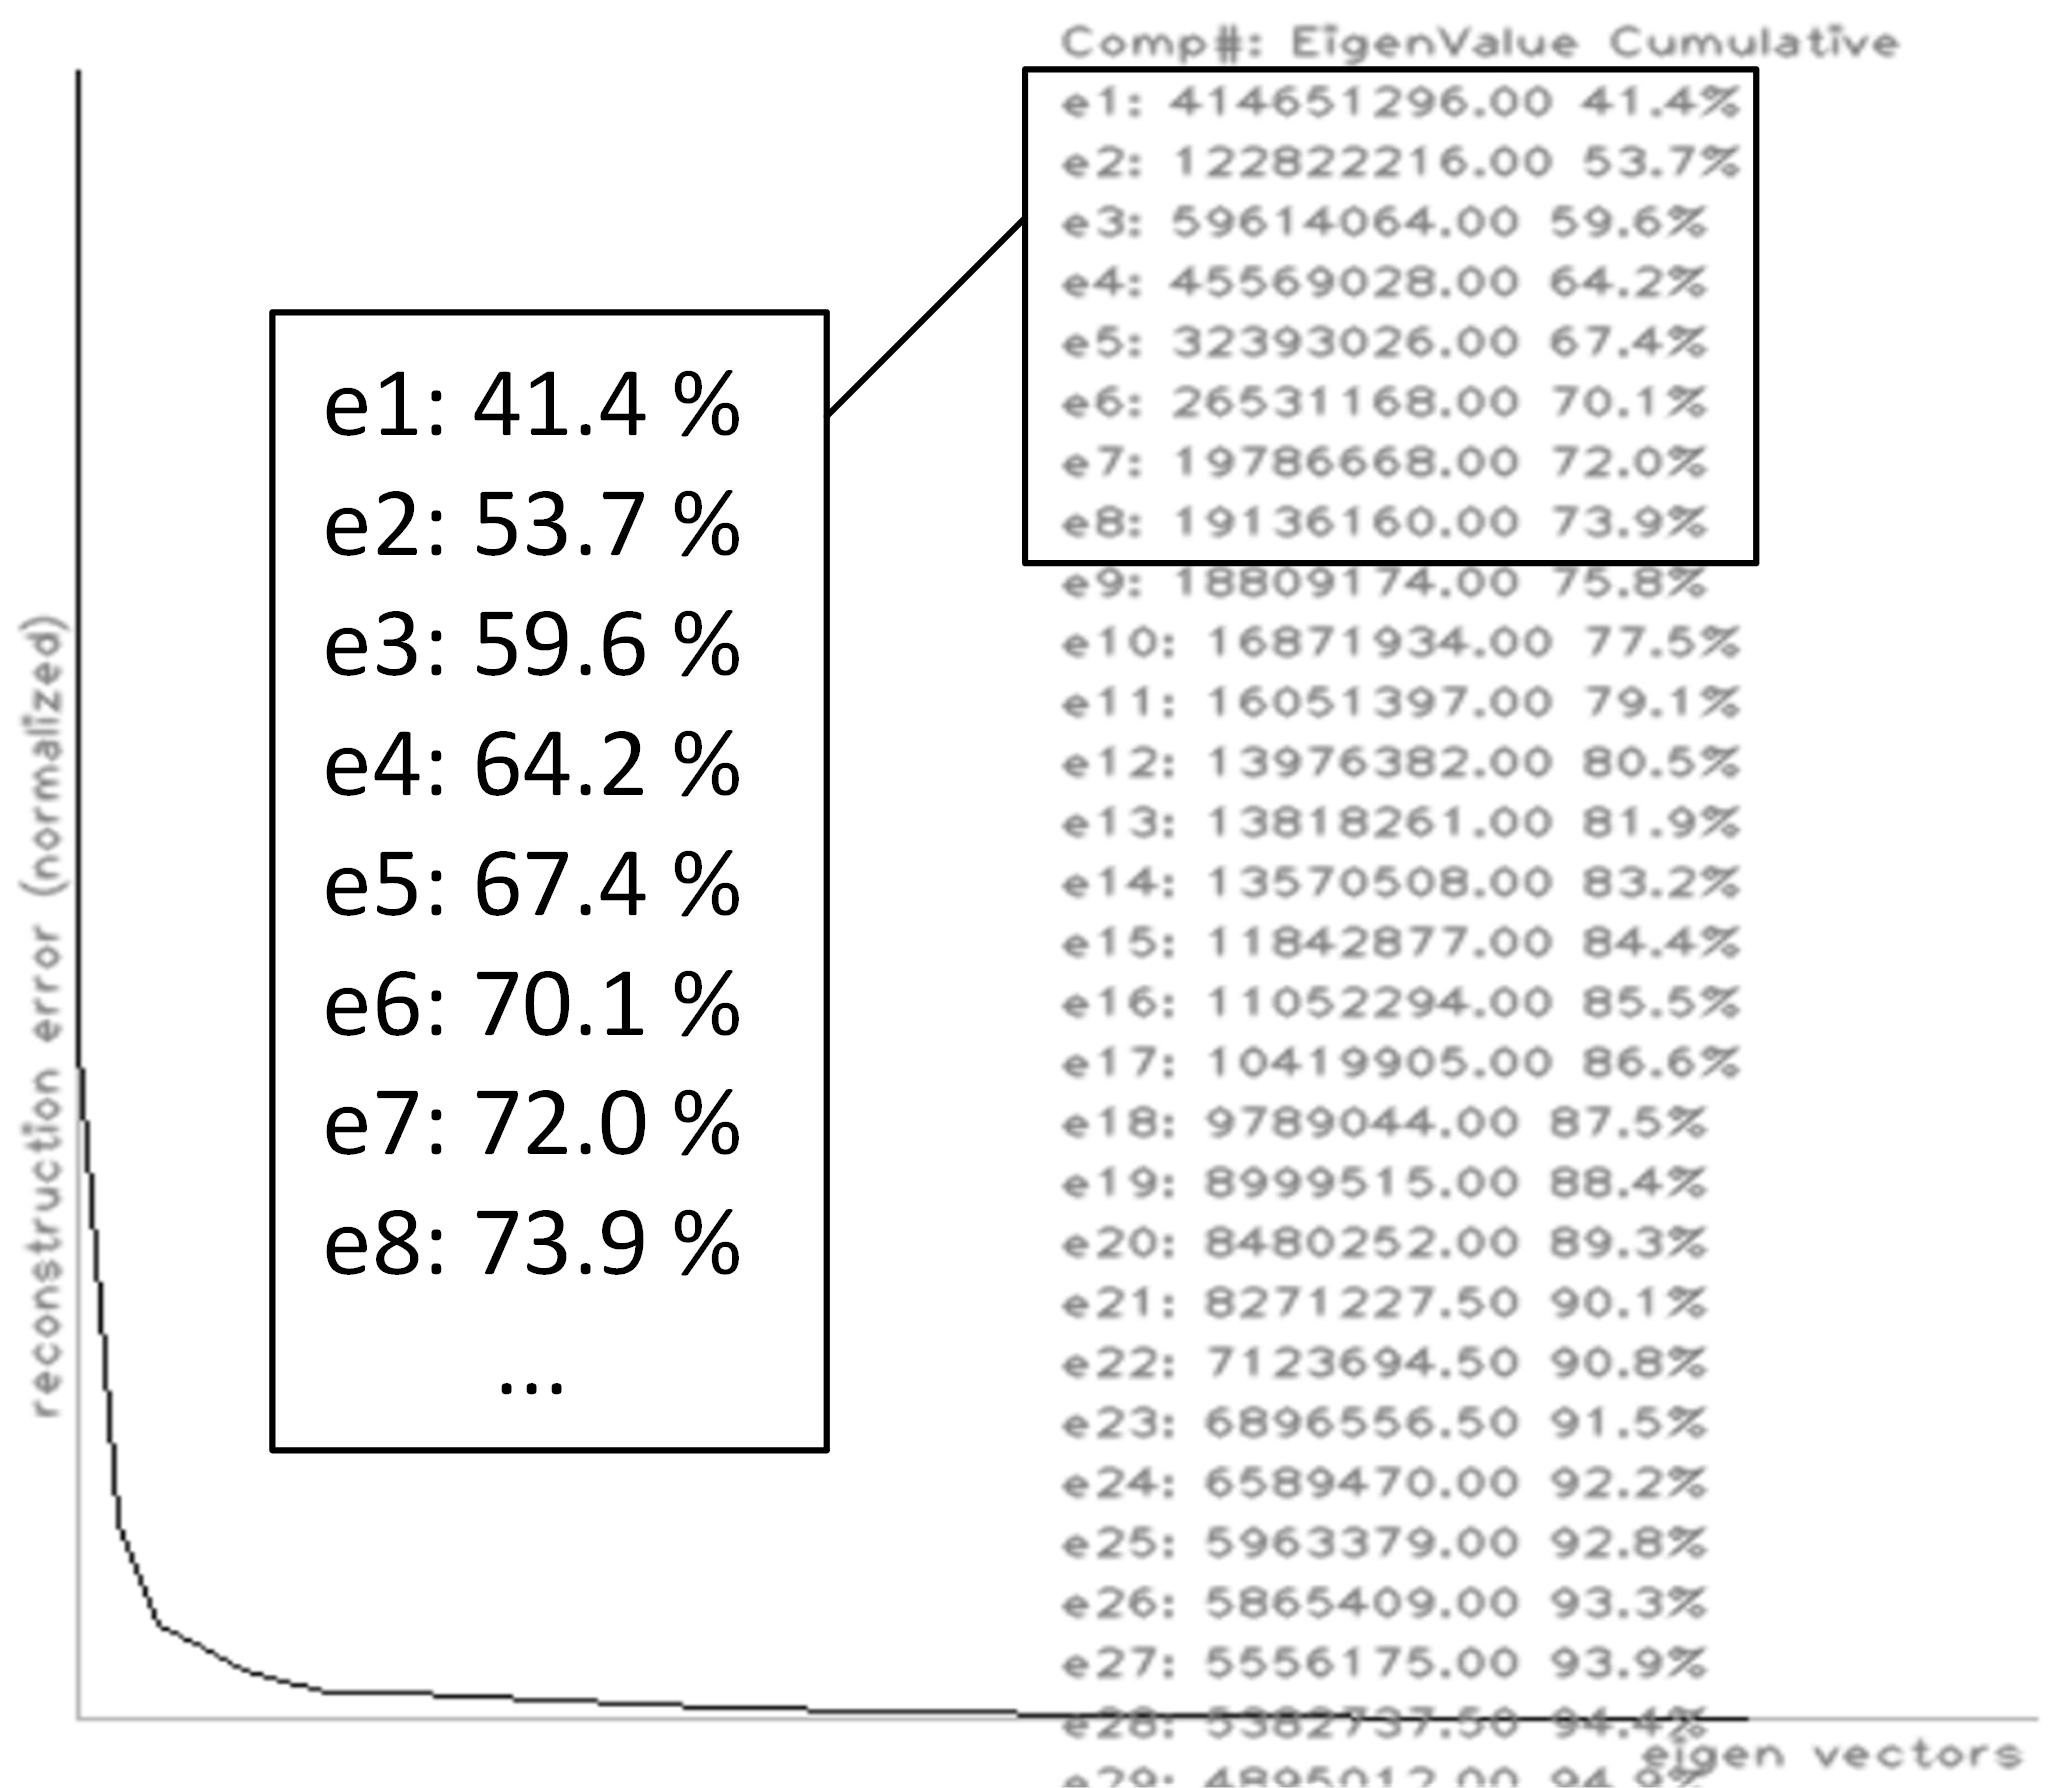 Comp#: EigenValue Cumulative
e1: 414651296.00 41.4%
e2: 122822216.00 53.7%
e3: 59614064.00 59.6%
e4: 45569028.00 64.2%
e5: 32393026.00 67.4%
e6: 26531168.00 70.1%
e7: 19786668.00 72.0%
e8: 19136160.00 73.9%
e9: 18809174.00 75.8%
e10: 16871934.00 77.5%
e11: 16051397.00 79.1%
e12: 13976382.00 80.5%
e13: 13818261.00 81.9%
e14: 13570508.00 83.2%
e15: 11842877.00 84.4%
e16: 11052294.00 85.5%
e17: 10419905.00 86.6%
e18: 9789044.00 87.5%
e19: 8999515.00 88.4%
e20: 8480252.00 89.3%
e21: 8271227.50 90.1%
e22: 7123694.50 90.8%
e23: 6896556.50 91.5%
e24: 6589470.00 92.2%
e25: 5963379.00 92.8%
e26: 5865409.00 93.3%
e27: 5556175.00 93.9%
e28: 5382737.50 94.4%
e29: 4895012.00 94.9%
e1: 41.4 %
e2: 53.7 %
e3: 59.6 %
e4: 64.2 %
e5: 67.4 %
e6: 70.1 %
e7: 72.0 %
e8: 73.9 %
...
reconstruction error (normalized)
eigen vectors